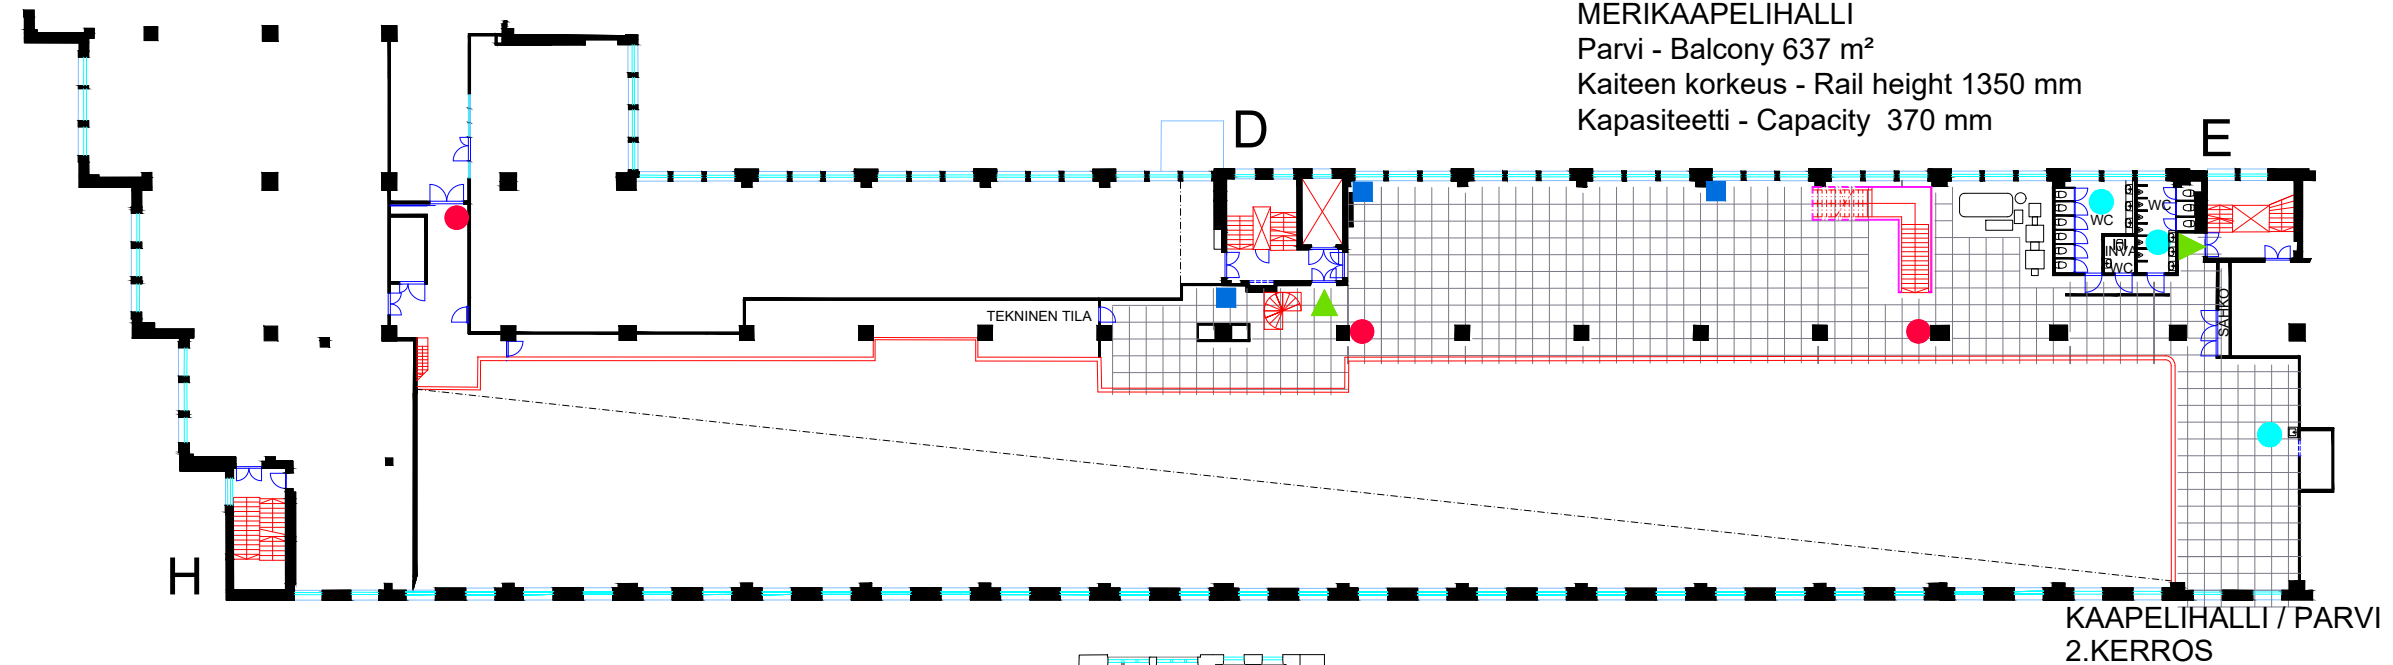 MERIKAAPELIHALLI
Parvi - Balcony 637 m²
Kaiteen korkeus - Rail height 1350 mm
Kapasiteetti - Capacity 370 mm
D
E
WC
WC
INVA
WC
SÄHKÖ
TEKNINEN TILA
H
KAAPELIHALLI / PARVI
2.KERROS